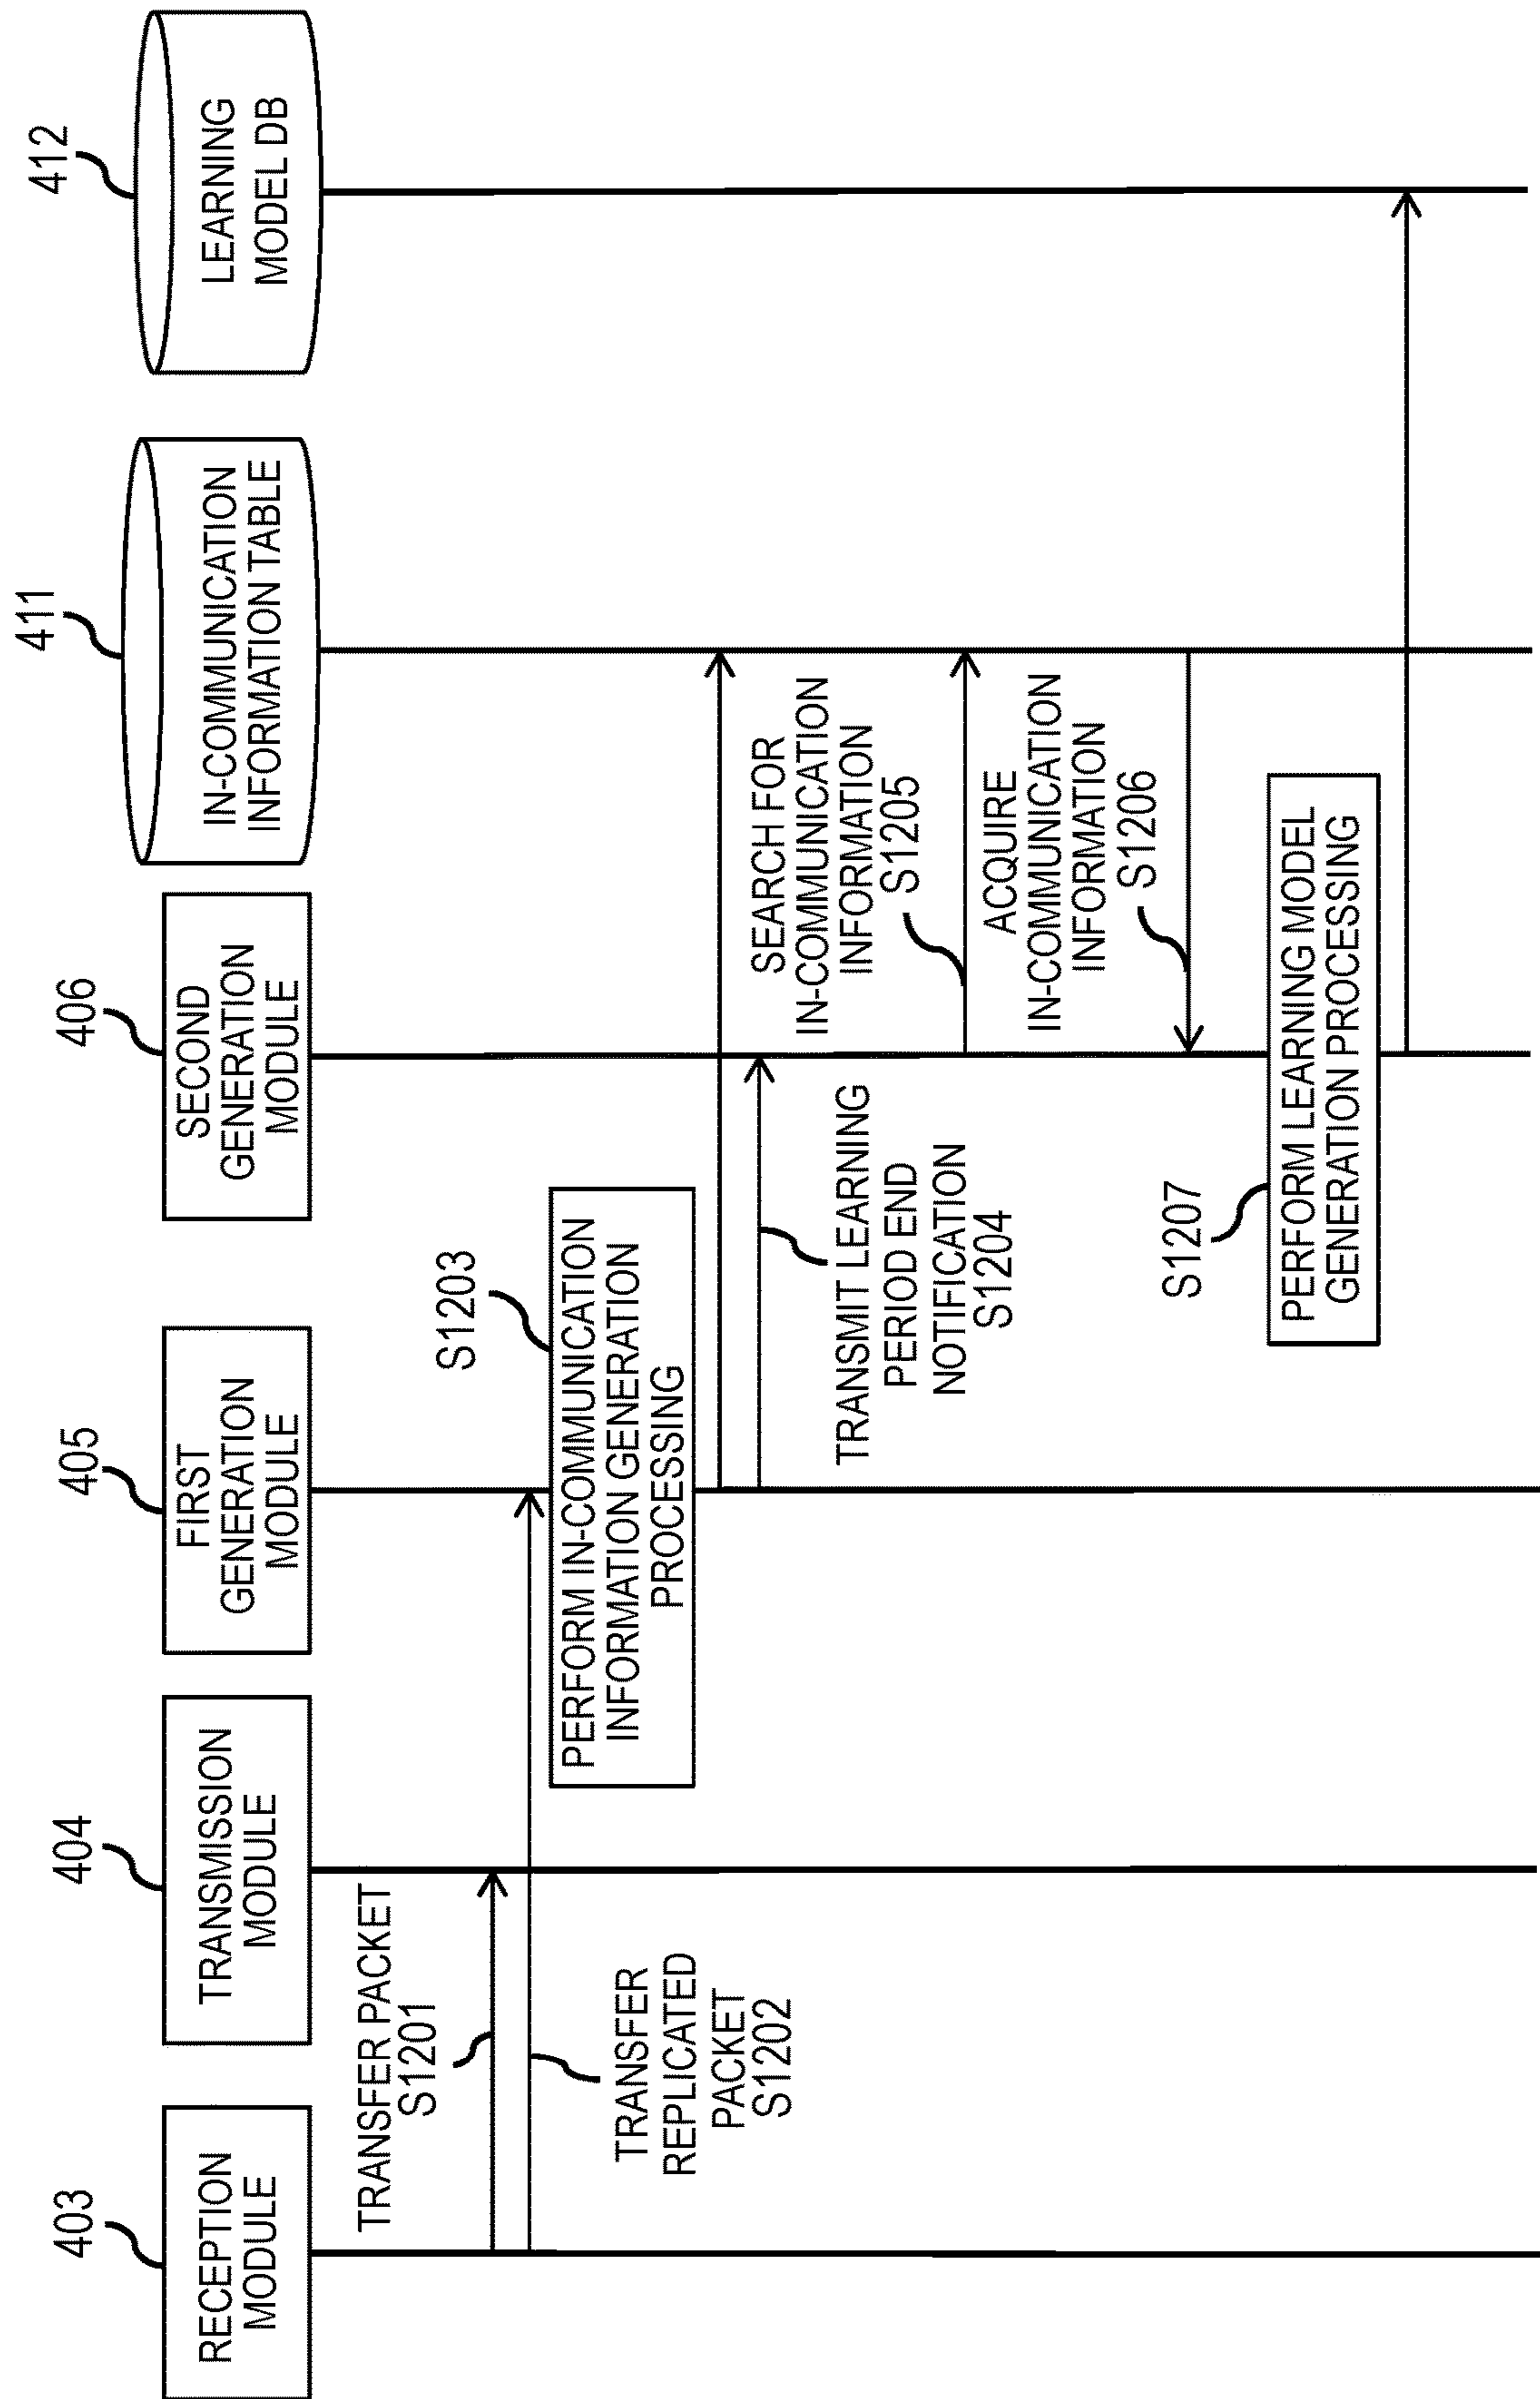 403
RECEPTION
MODULE
404
TRANSMISSION
MODULE
405
FIRST
GENERATION
MODULE
406
SECOND
GENERATION
MODULE
411
IN-COMMUNICATION
INFORMATION TABLE
412
LEARNING
MODEL DB
TRANSFER PACKET
S1201
TRANSFER
REPLICATED
PACKET
S1202
S1203
PERFORM IN-COMMUNICATION
INFORMATION GENERATION
PROCESSING
TRANSMIT LEARNING
PERIOD END
NOTIFICATION
S1204
SEARCH FOR
IN-COMMUNICATION
INFORMATION
S1205
ACQUIRE
IN-COMMUNICATION
INFORMATION
S1206
S1207
PERFORM LEARNING MODEL
GENERATION PROCESSING